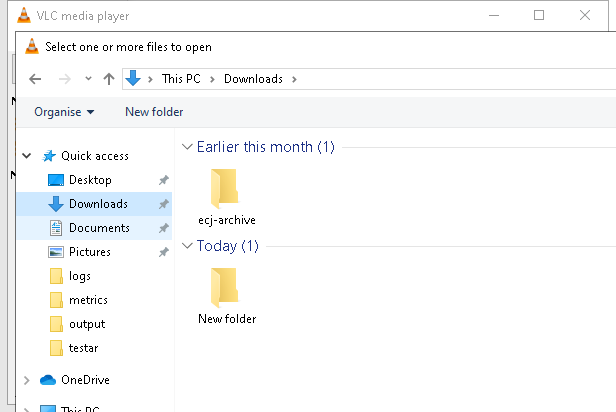 VLC media player
Select one or more files to open
This PC > Downloads >
Organise
New folder
Quick access
Desktop
Downloads
Documents
Pictures
logs
metrics
output
testar
OneDrive
This PC
Earlier this month (1)
ecj-archive
Today (1)
New folder